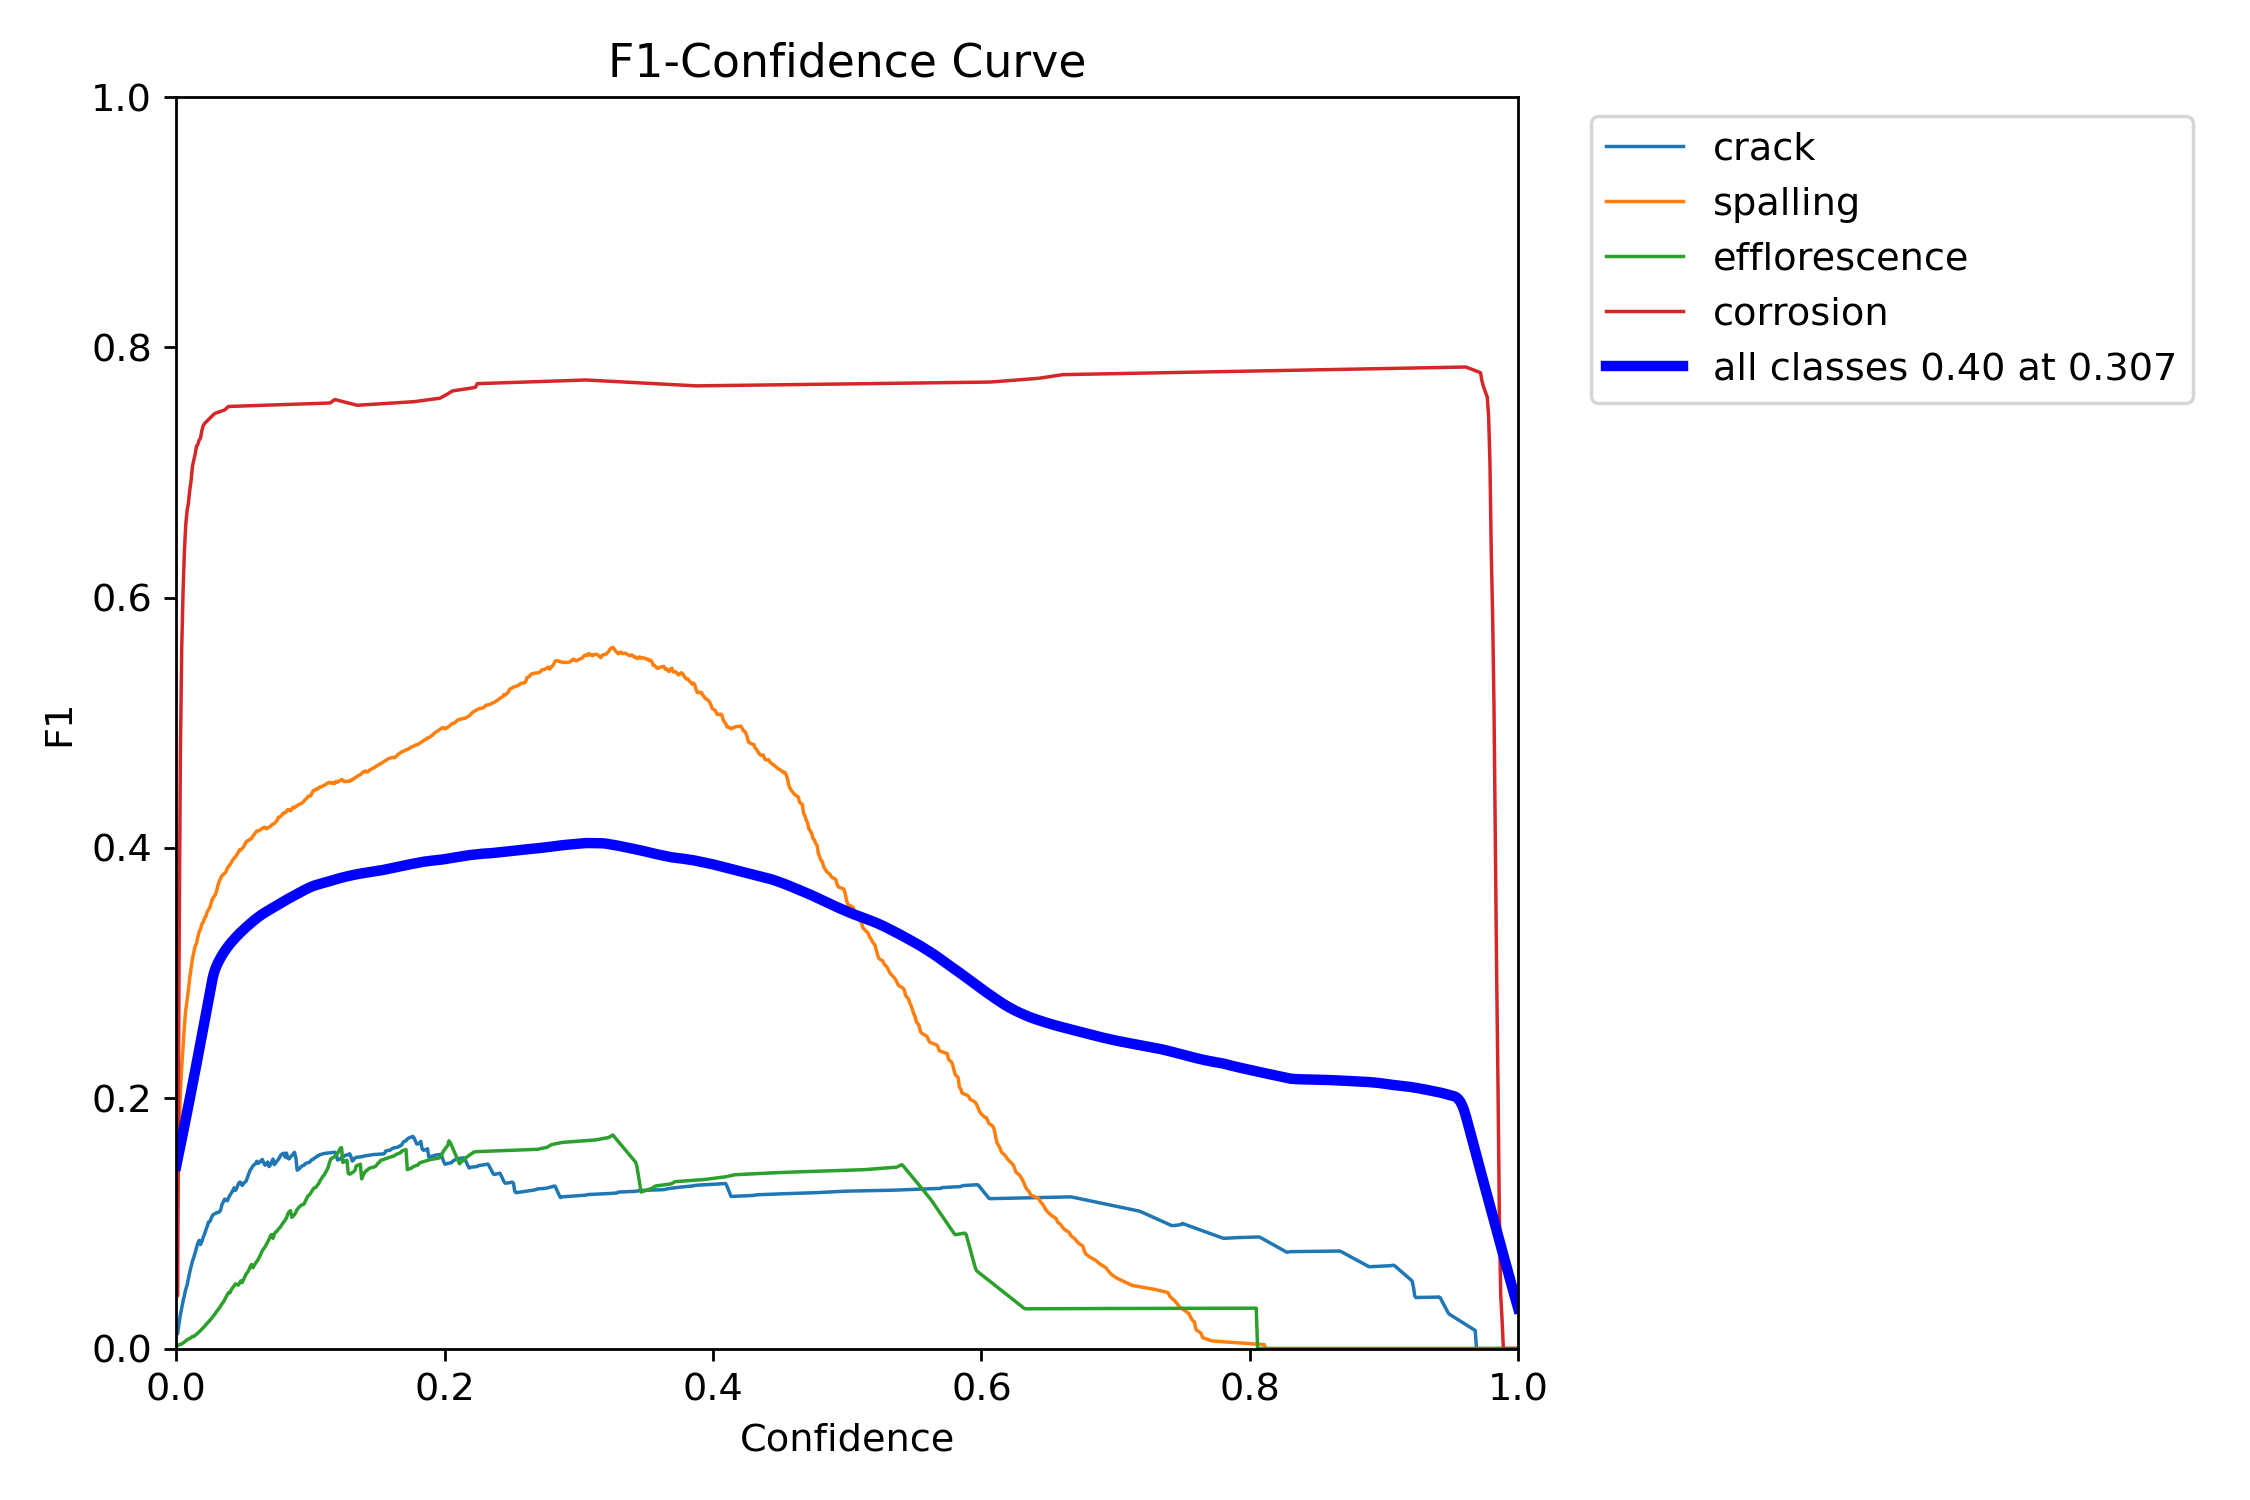 F1-Confidence Curve
1.0
0.8
0.6
0.4
0.2
0.0
F1
0.0 0.2 0.4 0.6 0.8 1.0
Confidence
crack
spalling
efflorescence
corrosion
all classes 0.40 at 0.307